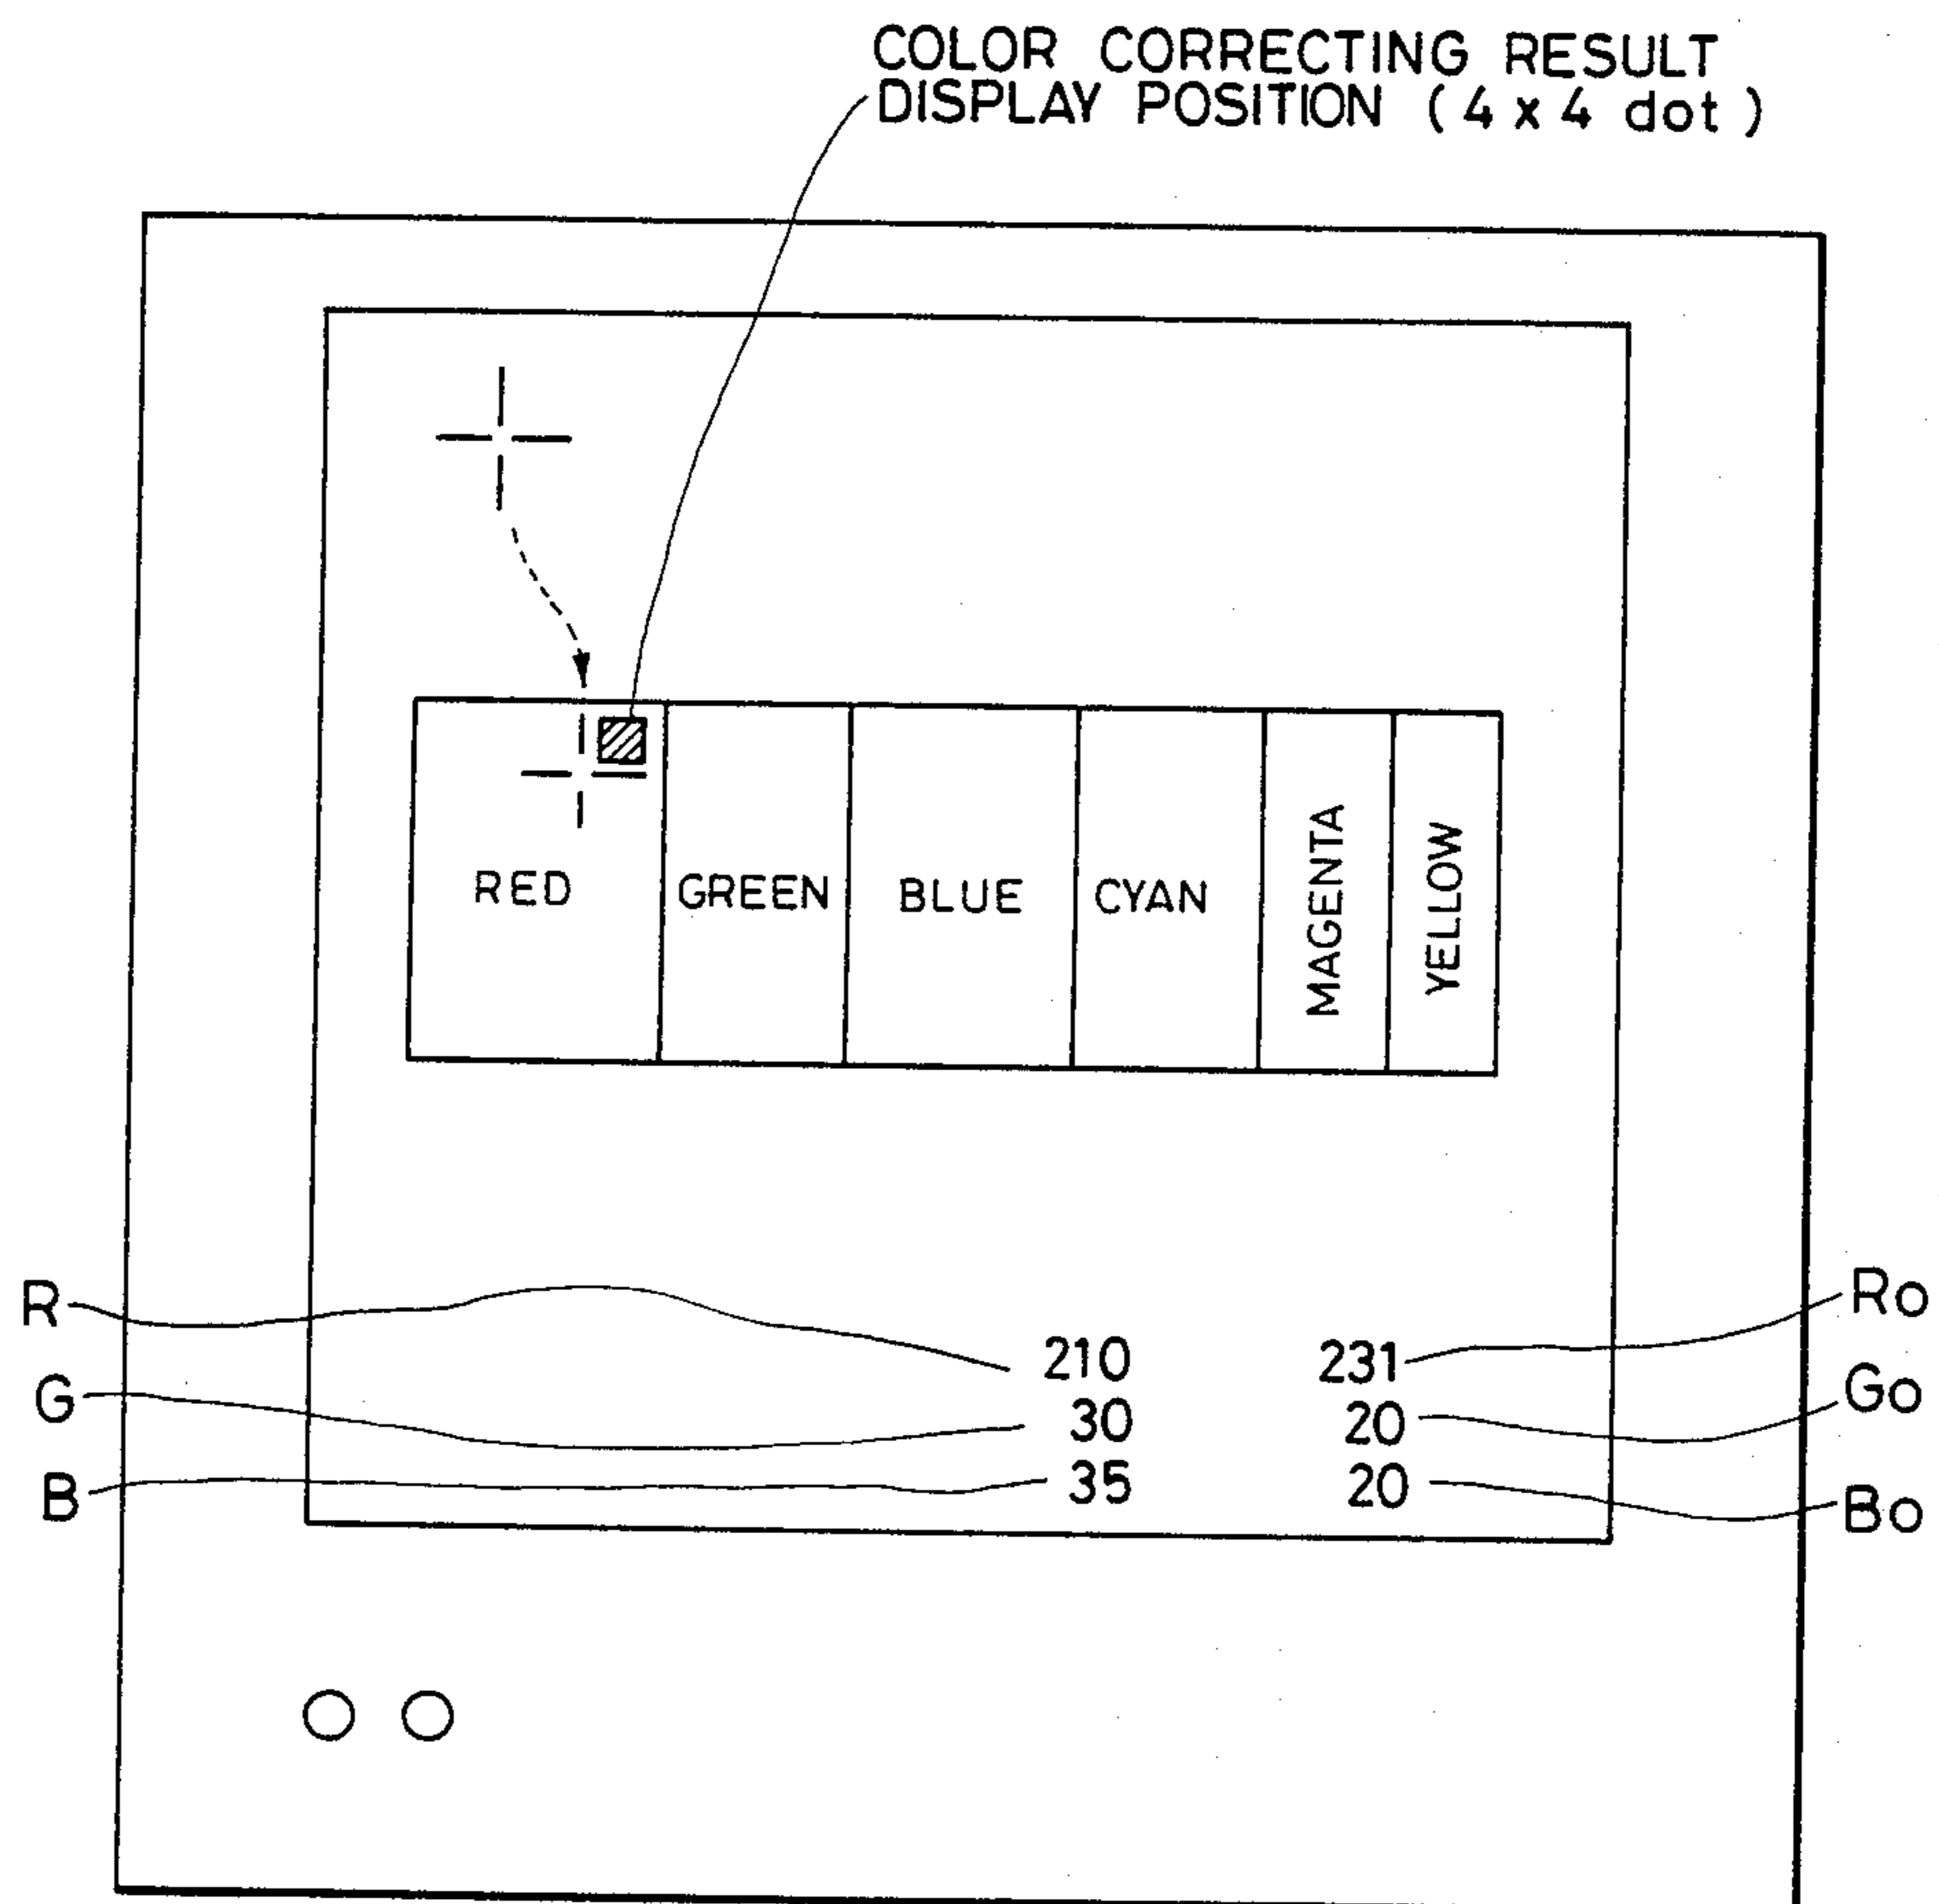 COLOR CORRECTING RESULT
DISPLAY POSITION (4 x 4 dot)
RED
GREEN
BLUE
CYAN
MAGENTA
YELLOW
R 210 231 Ro
G 30 20 Go
B 35 20 Bo